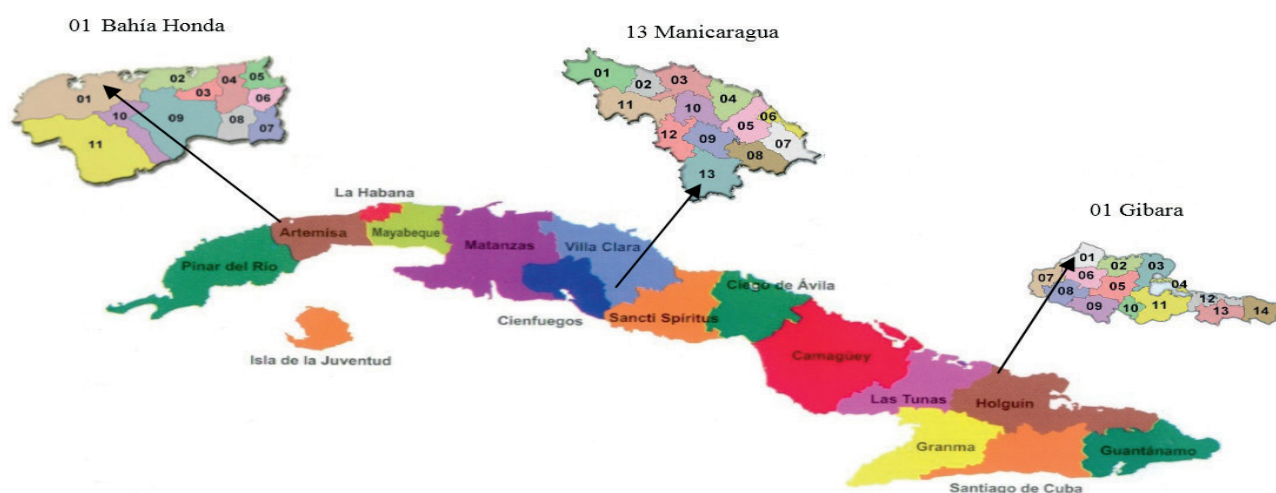 01 Bahía Honda
01
02
03
04
05
06
07
08
09
10
11
13 Manicaragua
01
02
03
04
05
06
07
08
09
10
11
12
13
01 Gibara
01
02
03
04
05
06
07
08
09
10
11
12
13
14
La Habana
Artemisa
Mayabeque
Matanzas
Villa Clara
Pinar del Río
Cienfuegos
Sancti Spíritus
Ciego de Ávila
Isla de la Juventud
Camagüey
Las Tunas
Holguín
Granma
Guantánamo
Santiago de Cuba